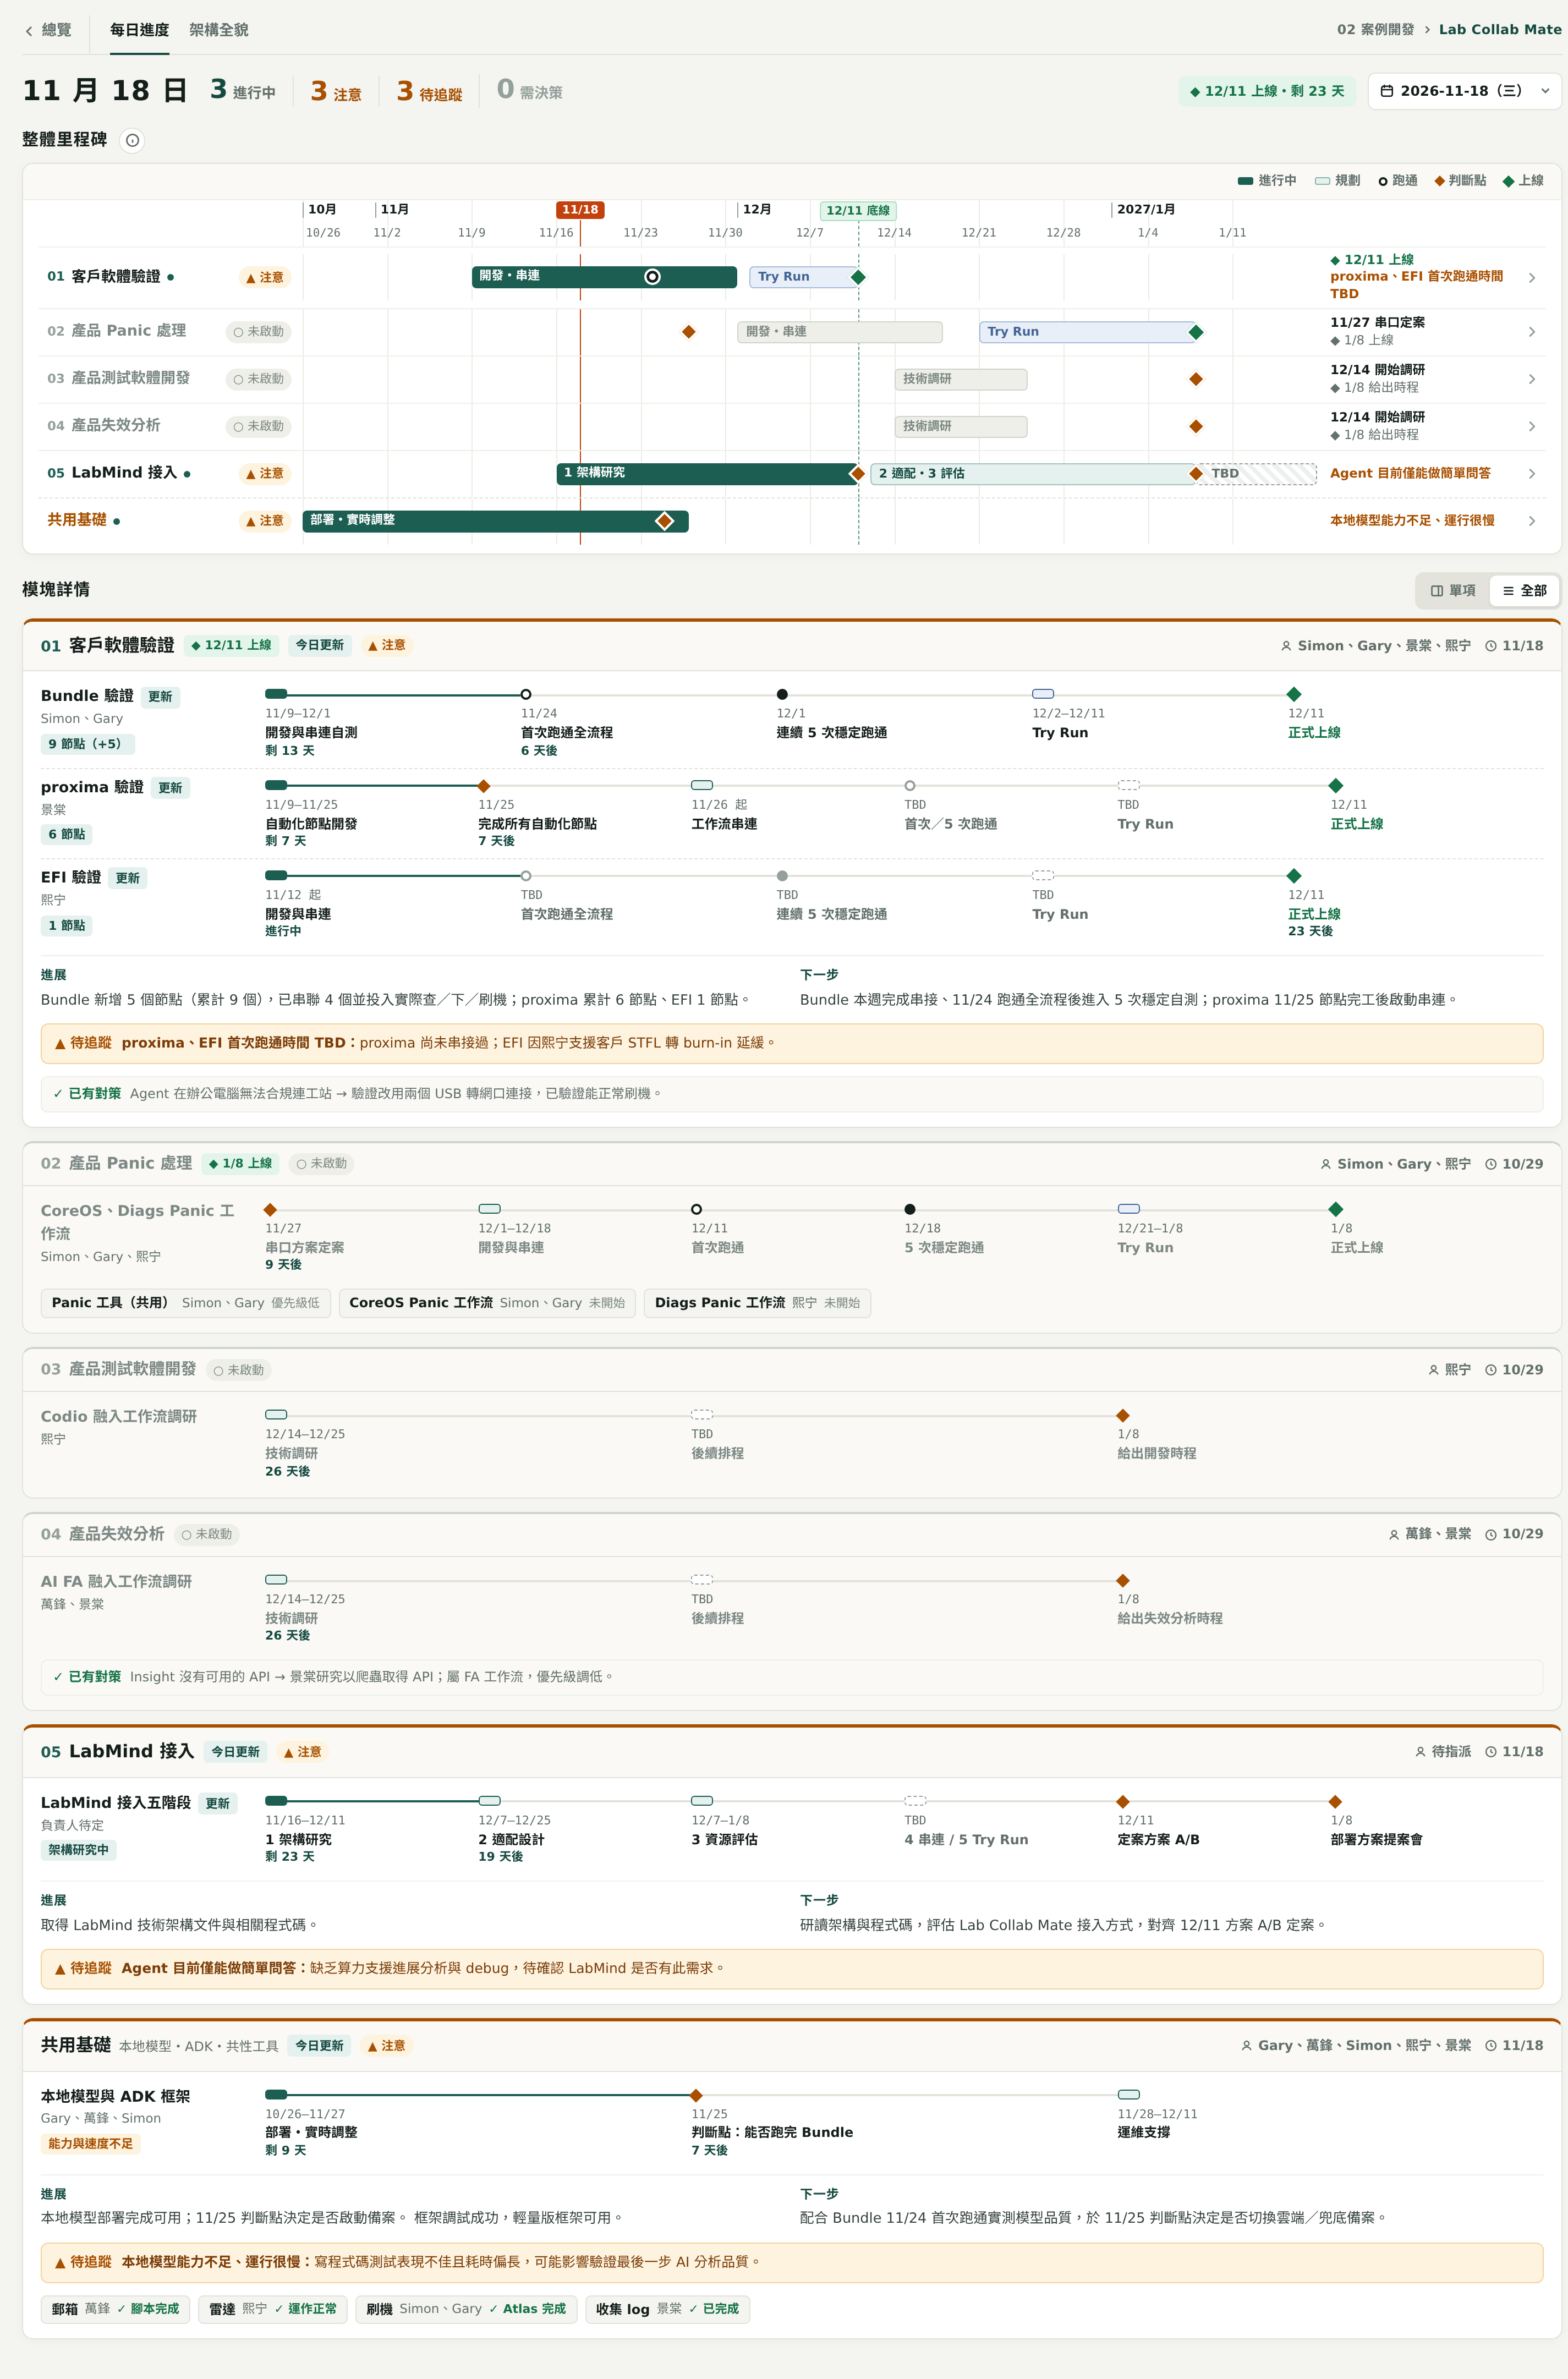 總覽
每日進度
架構全貌
02 案例開發 › Lab Collab Mate
11 月 18 日
3 進行中
3 注意
3 待追蹤
0 需決策
◆ 12/11 上線・剩 23 天
2026-11-18（三）
整體里程碑
進行中
規劃
跑通
判斷點
上線
10月
11月
11/18
12月
12/11 底線
2027/1月
10/26
11/2
11/9
11/16
11/23
11/30
12/7
12/14
12/21
12/28
1/4
1/11
01 客戶軟體驗證
▲ 注意
開發・串連
Try Run
◆ 12/11 上線
proxima、EFI 首次跑通時間
TBD
02 產品 Panic 處理
○ 未啟動
開發・串連
Try Run
11/27 串口定案
◆ 1/8 上線
03 產品測試軟體開發
○ 未啟動
技術調研
12/14 開始調研
◆ 1/8 給出時程
04 產品失效分析
○ 未啟動
技術調研
12/14 開始調研
◆ 1/8 給出時程
05 LabMind 接入
▲ 注意
1 架構研究
2 適配・3 評估
TBD
Agent 目前僅能做簡單問答
共用基礎
▲ 注意
部署・實時調整
本地模型能力不足、運行很慢
模塊詳情
單項
全部
01 客戶軟體驗證
◆ 12/11 上線
今日更新
▲ 注意
Simon、Gary、景棠、熙宁
11/18
Bundle 驗證
更新
Simon、Gary
9 節點（+5）
11/9–12/1
開發與串連自測
剩 13 天
11/24
首次跑通全流程
6 天後
12/1
連續 5 次穩定跑通
12/2–12/11
Try Run
12/11
正式上線
proxima 驗證
更新
景棠
6 節點
11/9–11/25
自動化節點開發
剩 7 天
11/25
完成所有自動化節點
7 天後
11/26 起
工作流串連
TBD
首次／5 次跑通
TBD
Try Run
12/11
正式上線
EFI 驗證
更新
熙宁
1 節點
11/12 起
開發與串連
進行中
TBD
首次跑通全流程
TBD
連續 5 次穩定跑通
TBD
Try Run
12/11
正式上線
23 天後
進展
Bundle 新增 5 個節點（累計 9 個），已串聯 4 個並投入實際查／下／刷機；proxima 累計 6 節點、EFI 1 節點。
下一步
Bundle 本週完成串接、11/24 跑通全流程後進入 5 次穩定自測；proxima 11/25 節點完工後啟動串連。
▲ 待追蹤 proxima、EFI 首次跑通時間 TBD：proxima 尚未串接過；EFI 因熙宁支援客戶 STFL 轉 burn-in 延緩。
✓ 已有對策 Agent 在辦公電腦無法合規連工站 → 驗證改用兩個 USB 轉網口連接，已驗證能正常刷機。
02 產品 Panic 處理
◆ 1/8 上線
○ 未啟動
Simon、Gary、熙宁
10/29
CoreOS、Diags Panic 工
作流
Simon、Gary、熙宁
11/27
串口方案定案
9 天後
12/1–12/18
開發與串連
12/11
首次跑通
12/18
5 次穩定跑通
12/21–1/8
Try Run
1/8
正式上線
Panic 工具（共用） Simon、Gary 優先級低
CoreOS Panic 工作流 Simon、Gary 未開始
Diags Panic 工作流 熙宁 未開始
03 產品測試軟體開發
○ 未啟動
熙宁
10/29
Codio 融入工作流調研
熙宁
12/14–12/25
技術調研
26 天後
TBD
後續排程
1/8
給出開發時程
04 產品失效分析
○ 未啟動
萬鋒、景棠
10/29
AI FA 融入工作流調研
萬鋒、景棠
12/14–12/25
技術調研
26 天後
TBD
後續排程
1/8
給出失效分析時程
✓ 已有對策 Insight 沒有可用的 API → 景棠研究以爬蟲取得 API；屬 FA 工作流，優先級調低。
05 LabMind 接入
今日更新
▲ 注意
待指派
11/18
LabMind 接入五階段
更新
負責人待定
架構研究中
11/16–12/11
1 架構研究
剩 23 天
12/7–12/25
2 適配設計
19 天後
12/7–1/8
3 資源評估
TBD
4 串連 / 5 Try Run
12/11
定案方案 A/B
1/8
部署方案提案會
進展
取得 LabMind 技術架構文件與相關程式碼。
下一步
研讀架構與程式碼，評估 Lab Collab Mate 接入方式，對齊 12/11 方案 A/B 定案。
▲ 待追蹤 Agent 目前僅能做簡單問答：缺乏算力支援進展分析與 debug，待確認 LabMind 是否有此需求。
共用基礎 本地模型・ADK・共性工具
今日更新
▲ 注意
Gary、萬鋒、Simon、熙宁、景棠
11/18
本地模型與 ADK 框架
Gary、萬鋒、Simon
能力與速度不足
10/26–11/27
部署・實時調整
剩 9 天
11/25
判斷點：能否跑完 Bundle
7 天後
11/28–12/11
運維支撐
進展
本地模型部署完成可用；11/25 判斷點決定是否啟動備案。 框架調試成功，輕量版框架可用。
下一步
配合 Bundle 11/24 首次跑通實測模型品質，於 11/25 判斷點決定是否切換雲端／兜底備案。
▲ 待追蹤 本地模型能力不足、運行很慢：寫程式碼測試表現不佳且耗時偏長，可能影響驗證最後一步 AI 分析品質。
郵箱 萬鋒 ✓ 腳本完成
雷達 熙宁 ✓ 運作正常
刷機 Simon、Gary ✓ Atlas 完成
收集 log 景棠 ✓ 已完成